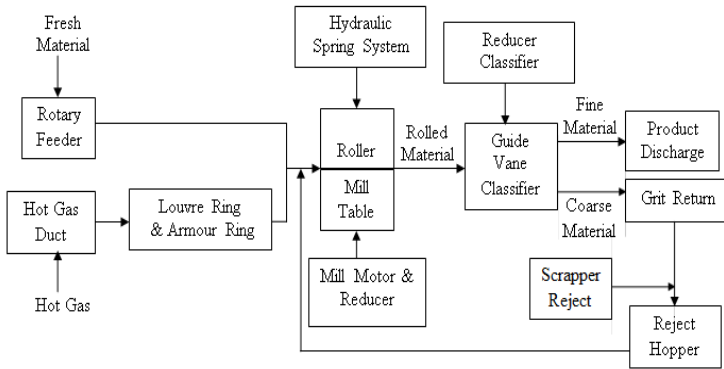 Fresh
Material
Rotary
Feeder
Hot Gas
Duct
Hot Gas
Louvre Ring
& Armour Ring
Hydraulic
Spring System
Roller
Mill
Table
Mill Motor &
Reducer
Rolled
Material
Reducer
Classifier
Guide
Vane
Classifier
Fine
Material
Product
Discharge
Coarse
Material
Grit Return
Scrapper
Reject
Reject
Hopper